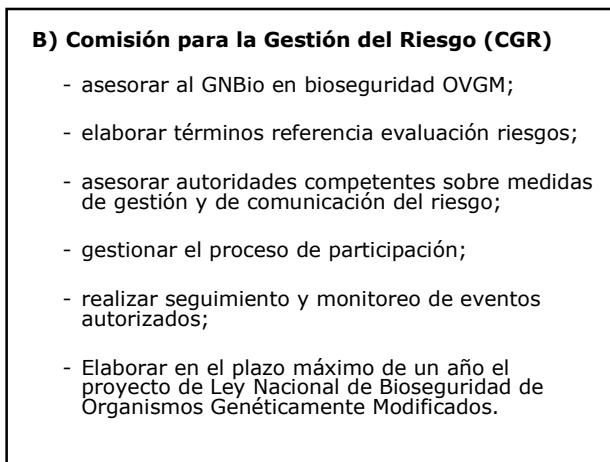 B) Comisión para la Gestión del Riesgo (CGR)
- asesorar al GNBio en bioseguridad OVGM;
- elaborar términos referencia evaluación riesgos;
- asesorar autoridades competentes sobre medidas
de gestión y de comunicación del riesgo;
- gestionar el proceso de participación;
- realizar seguimiento y monitoreo de eventos
autorizados;
- Elaborar en el plazo máximo de un año el
proyecto de Ley Nacional de Bioseguridad de
Organismos Genéticamente Modificados.